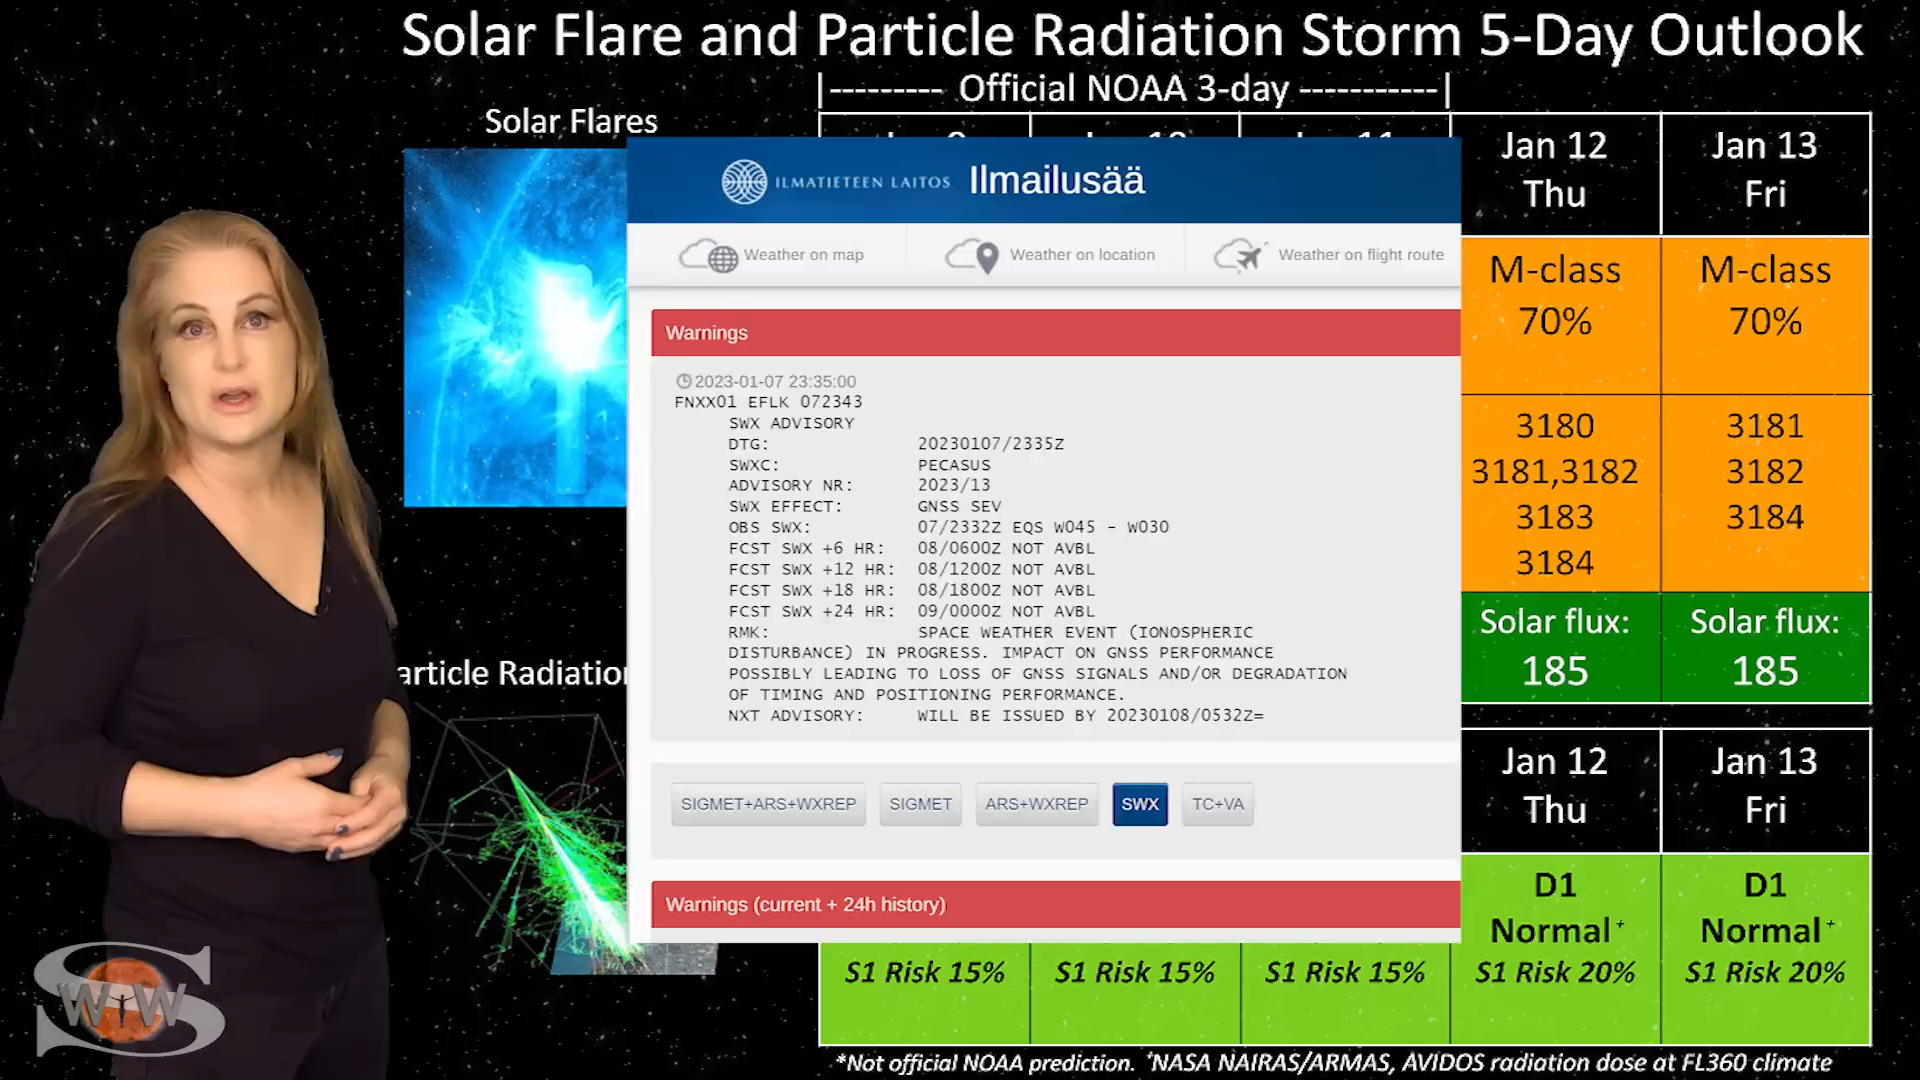 Solar Flare and Particle Radiation Storm 5-Day Outlook
|--------- Official NOAA 3-day -----------|
Solar Flares
Jan 12
Thu
Jan 13
Fri
ILMATIETEEN LAITOS Ilmailusää
Weather on map
Weather on location
Weather on flight route
Warnings
2023-01-07 23:35:00
FNXX01 EFLK 072343
SWX ADVISORY
DTG: 20230107/2335Z
SWXC: PECASUS
ADVISORY NR: 2023/13
SWX EFFECT: GNSS SEV
OBS SWX: 07/2332Z EQS W045 - W030
FCST SWX +6 HR: 08/0600Z NOT AVBL
FCST SWX +12 HR: 08/1200Z NOT AVBL
FCST SWX +18 HR: 08/1800Z NOT AVBL
FCST SWX +24 HR: 09/0000Z NOT AVBL
RMK: SPACE WEATHER EVENT (IONOSPHERIC
DISTURBANCE) IN PROGRESS. IMPACT ON GNSS PERFORMANCE
POSSIBLY LEADING TO LOSS OF GNSS SIGNALS AND/OR DEGRADATION
OF TIMING AND POSITIONING PERFORMANCE.
NXT ADVISORY: WILL BE ISSUED BY 20230108/0532Z=
SIGMET+ARS+WXREP
SIGMET
ARS+WXREP
SWX
TC+VA
Warnings (current + 24h history)
M-class
70%
M-class
70%
3180
3181,3182
3183
3184
3181
3182
3184
Solar flux:
185
Solar flux:
185
article Radiation
Jan 12
Thu
Jan 13
Fri
D1
Normal+
S1 Risk 20%
D1
Normal+
S1 Risk 20%
S1 Risk 15%
S1 Risk 15%
S1 Risk 15%
*Not official NOAA prediction. +NASA NAIRAS/ARMAS, AVIDOS radiation dose at FL360 climate
SWW